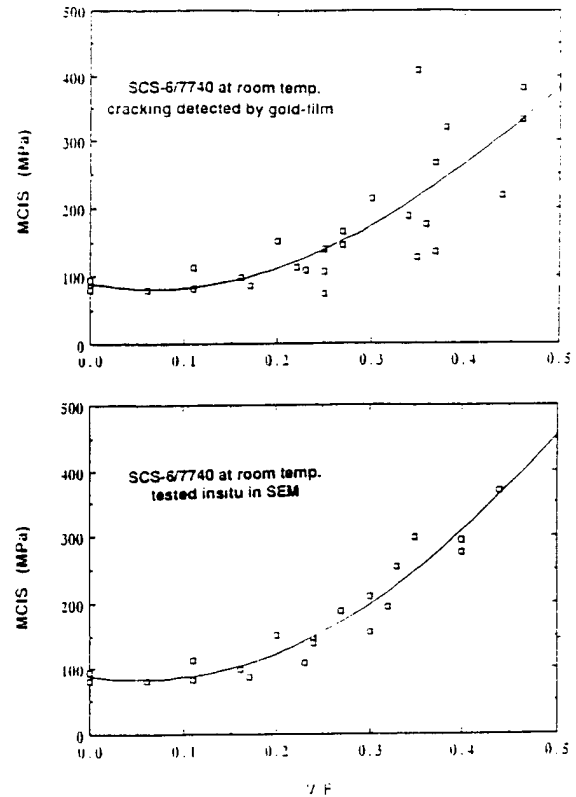 500
400
300
200
100
0
MCIS (MPa)
SCS-6/7740 at room temp.
cracking detected by gold-film
0.0 0.1 0.2 0.3 0.4 0.5
500
400
300
200
100
0
MCIS (MPa)
SCS-6/7740 at room temp.
tested insitu in SEM
0.0 0.1 0.2 0.3 0.4 0.5